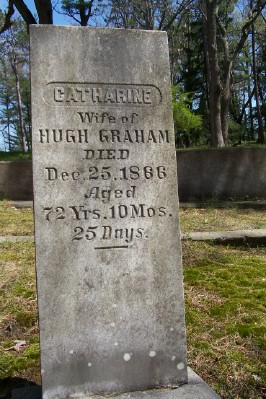 CATHARINE
Wife of
HUGH GRAHAM
DIED
Dec. 25. 1866
Aged
72 Yrs. 10 Mos.
25 Days.